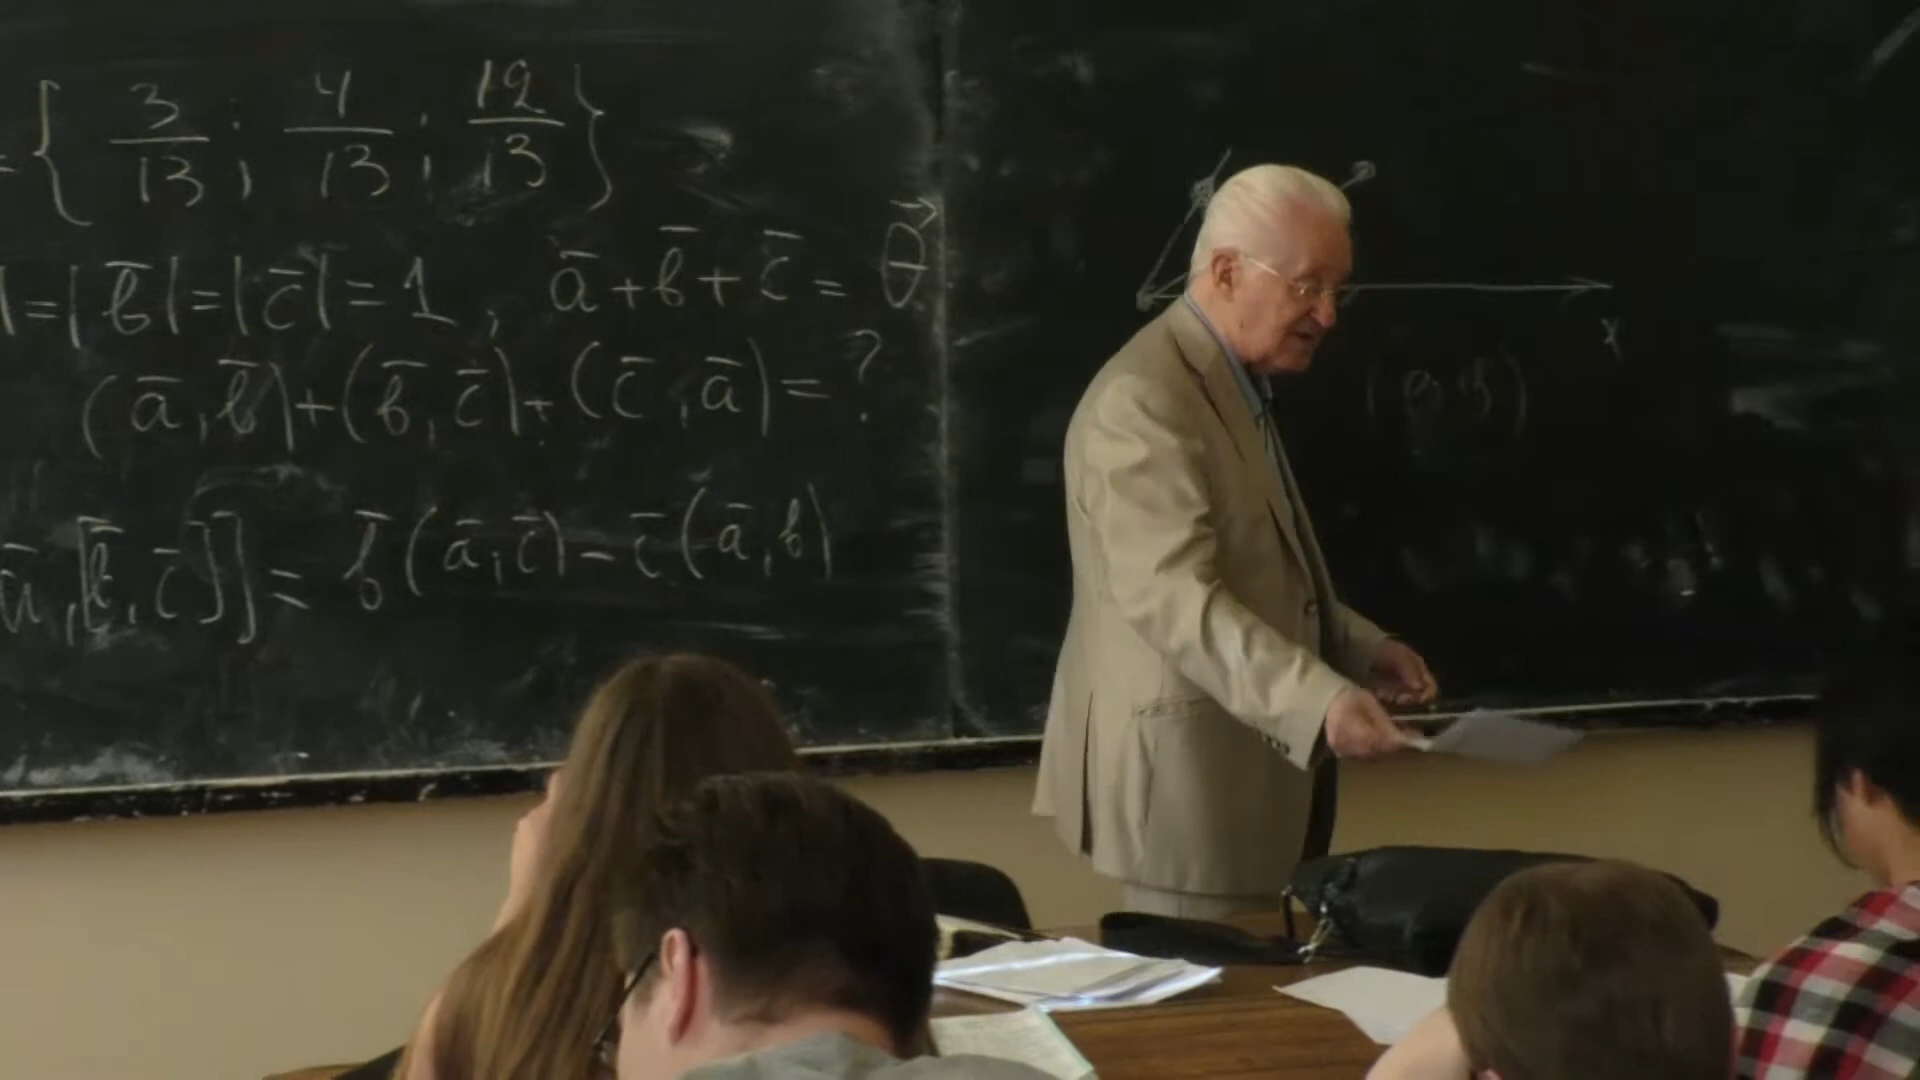 = { 3/13 ; 4/13 ; 12/13 }
| = |b̄| = |c̄| = 1 , ā + b̄ + c̄ = θ⃗
(ā, b̄) + (b̄, c̄) + (c̄, ā) = ?
ā, [b̄, c̄]] = b̄(ā, c̄) - c̄(ā, b)
x